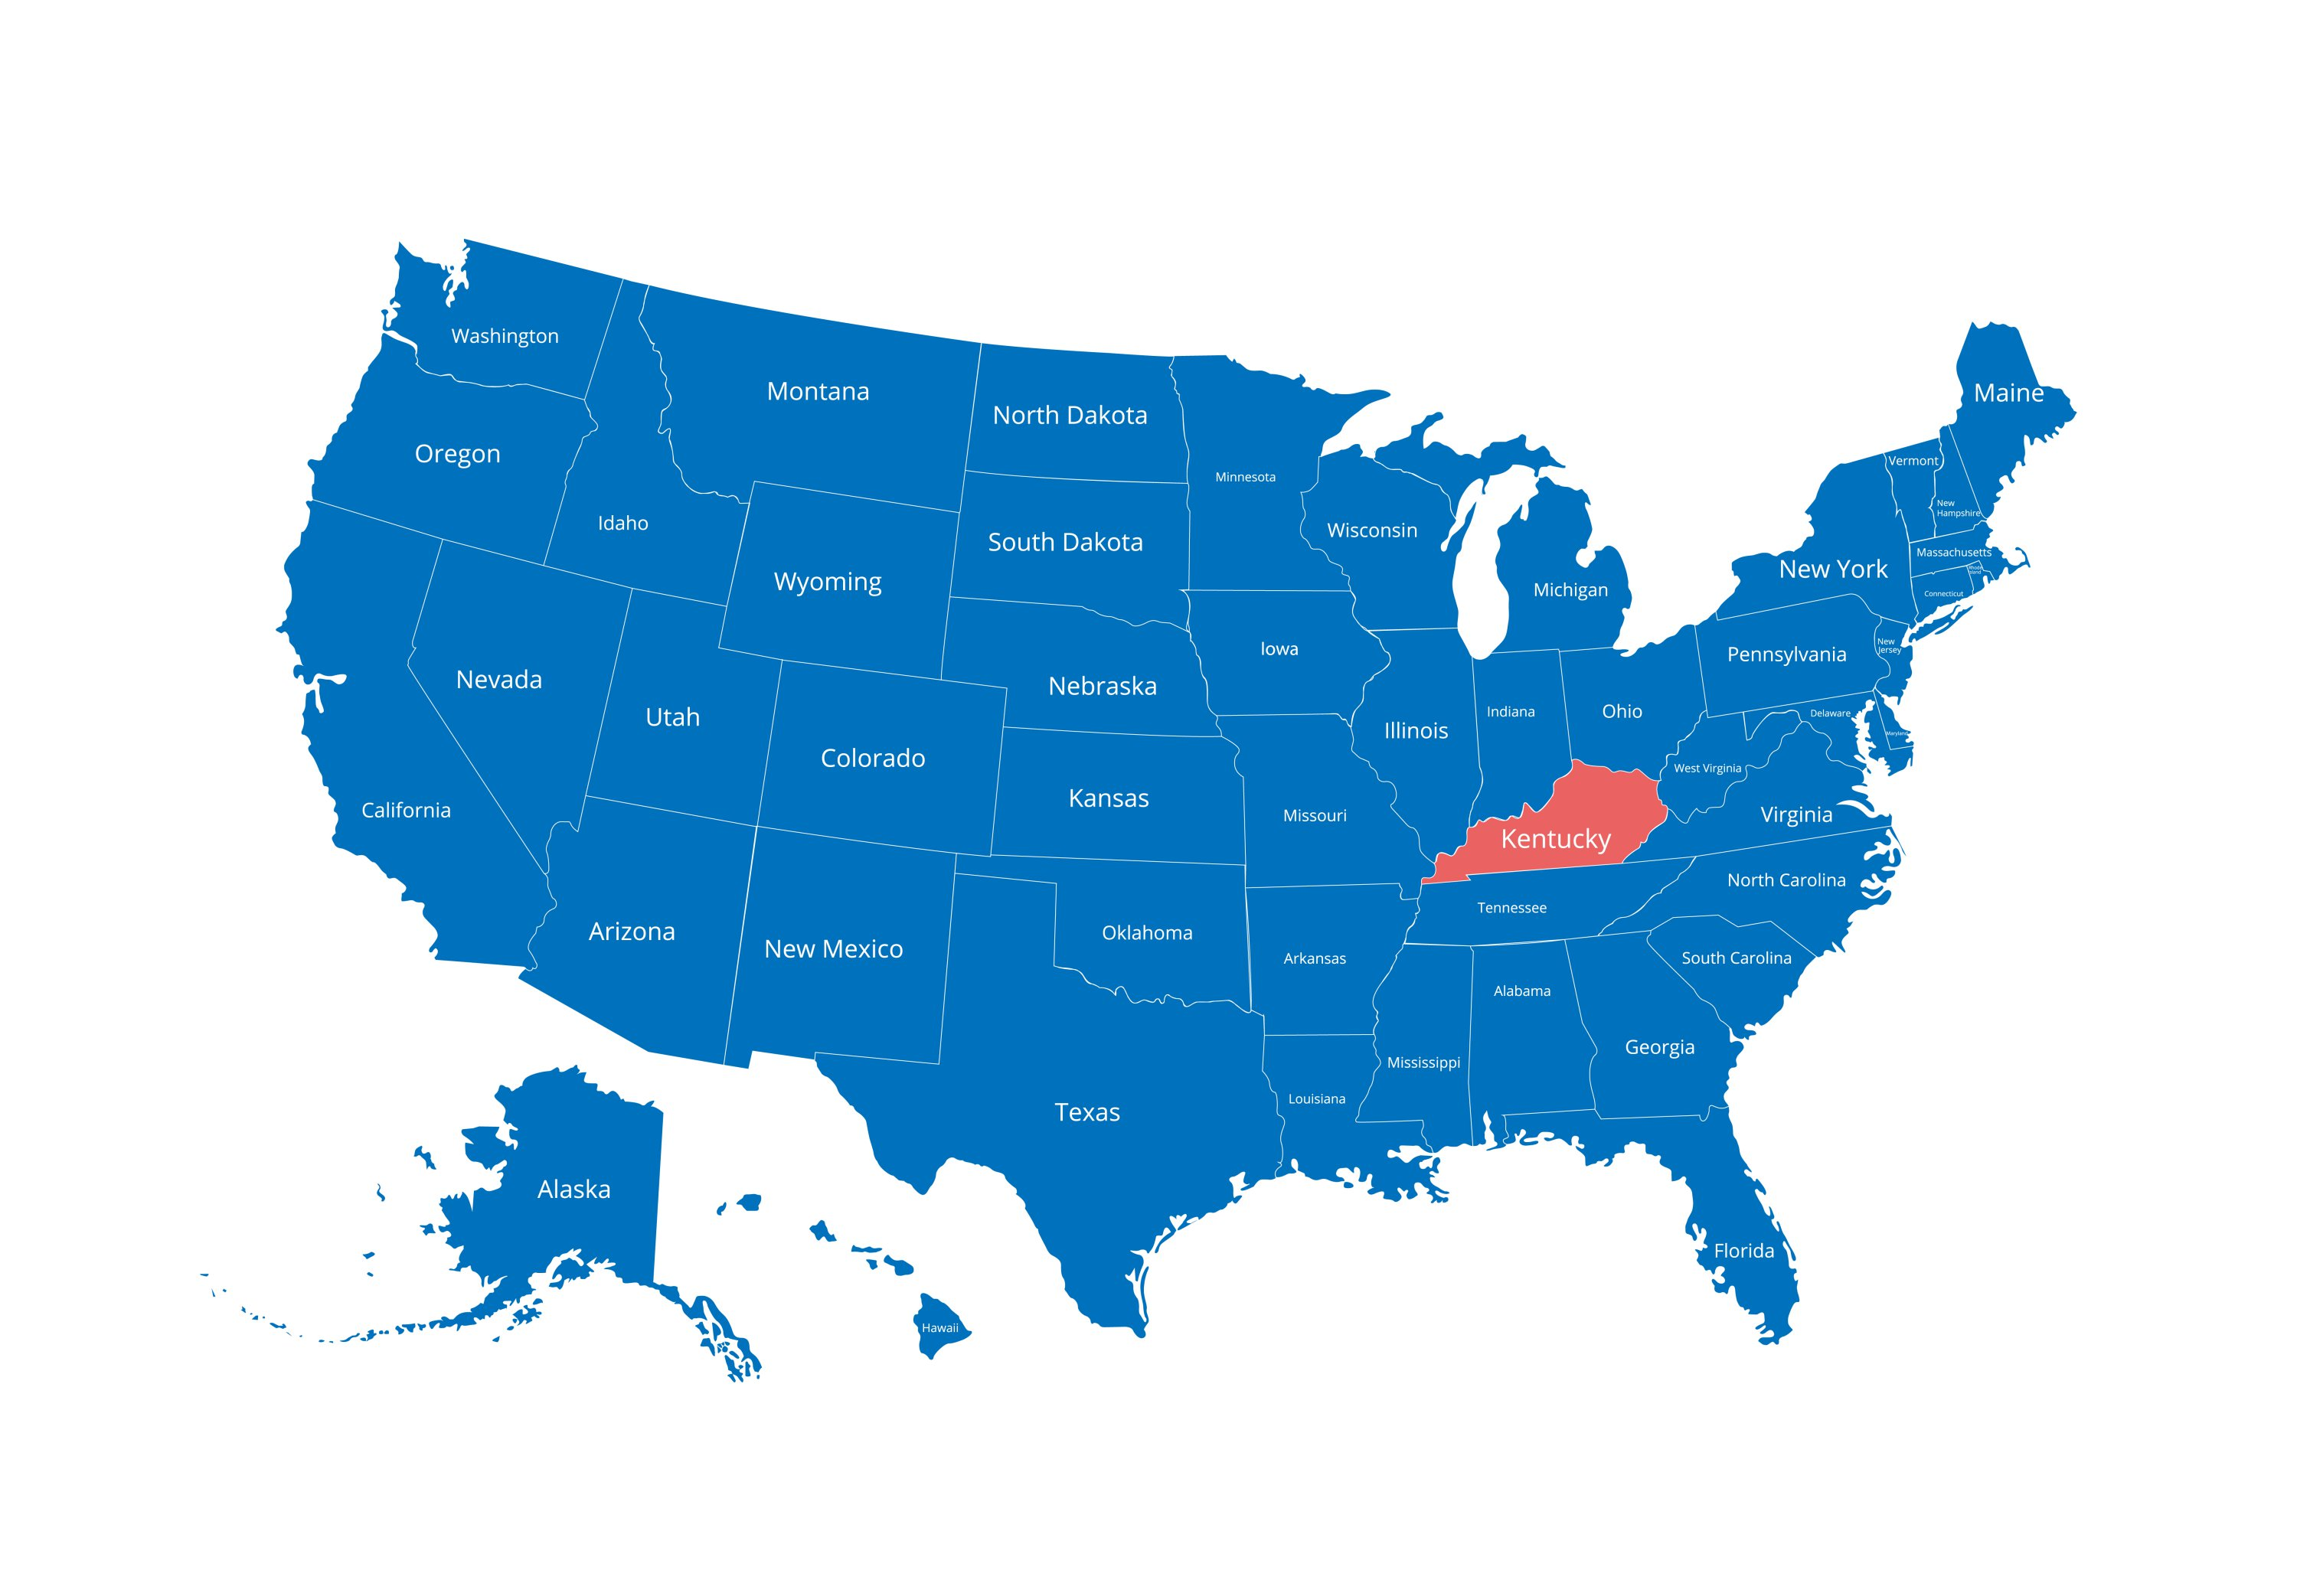 Washington
Montana
Maine
North Dakota
Oregon
Vermont
Minnesota
New
Hampshire
Idaho
Wisconsin
South Dakota
Massachusetts
New York
Rhode
Island
Wyoming
Michigan
Connecticut
Iowa
New
Jersey
Pennsylvania
Nevada
Nebraska
Utah
Indiana
Ohio
Delaware
Illinois
Maryland
Colorado
West Virginia
Kansas
California
Missouri
Virginia
Kentucky
North Carolina
Tennessee
Arizona
Oklahoma
New Mexico
Arkansas
South Carolina
Alabama
Georgia
Mississippi
Louisiana
Texas
Alaska
Florida
Hawaii